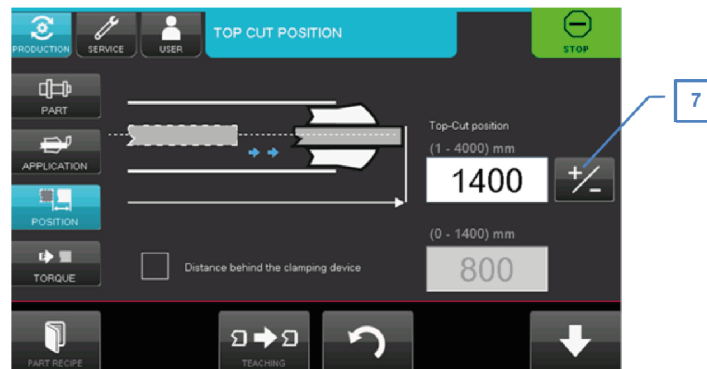 PRODUCTION
SERVICE
USER
TOP CUT POSITION
STOP
7
PART
APPLICATION
POSITION
TORQUE
Top-Cut position
(1 - 4000) mm
1400
+/-
(0 - 1400) mm
800
Distance behind the clamping device
PART RECIPE
TEACHING